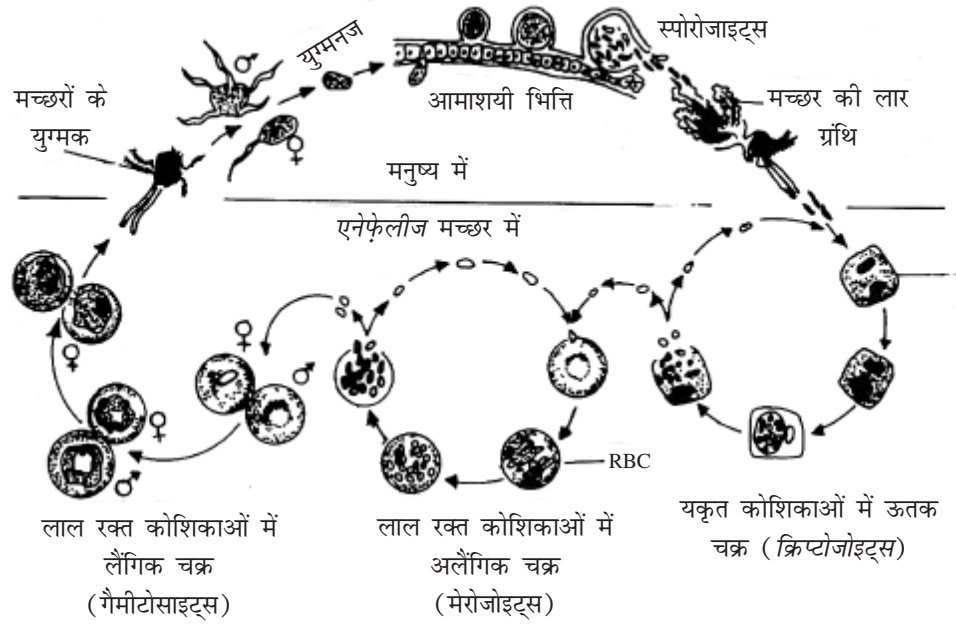 स्पोरोजाइट्स
युग्मनज
मच्छरों के
युग्मक
आमाशयी भित्ति
मच्छर की लार
ग्रंथि
मनुष्य में
एनेफ़ेलीज मच्छर में
RBC
लाल रक्त कोशिकाओं में
लैंगिक चक्र
(गैमीटोसाइट्स)
लाल रक्त कोशिकाओं में
अलैंगिक चक्र
(मेरोजोइट्स)
यकृत कोशिकाओं में ऊतक
चक्र (क्रिप्टोजोइट्स)